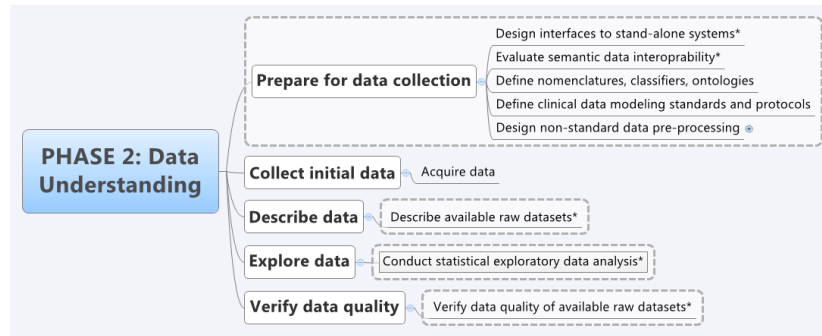 PHASE 2: Data
Understanding
Prepare for data collection
Design interfaces to stand-alone systems*
Evaluate semantic data interoprability*
Define nomenclatures, classifiers, ontologies
Define clinical data modeling standards and protocols
Design non-standard data pre-processing
Collect initial data
Acquire data
Describe data
Describe available raw datasets*
Explore data
Conduct statistical exploratory data analysis*
Verify data quality
Verify data quality of available raw datasets*